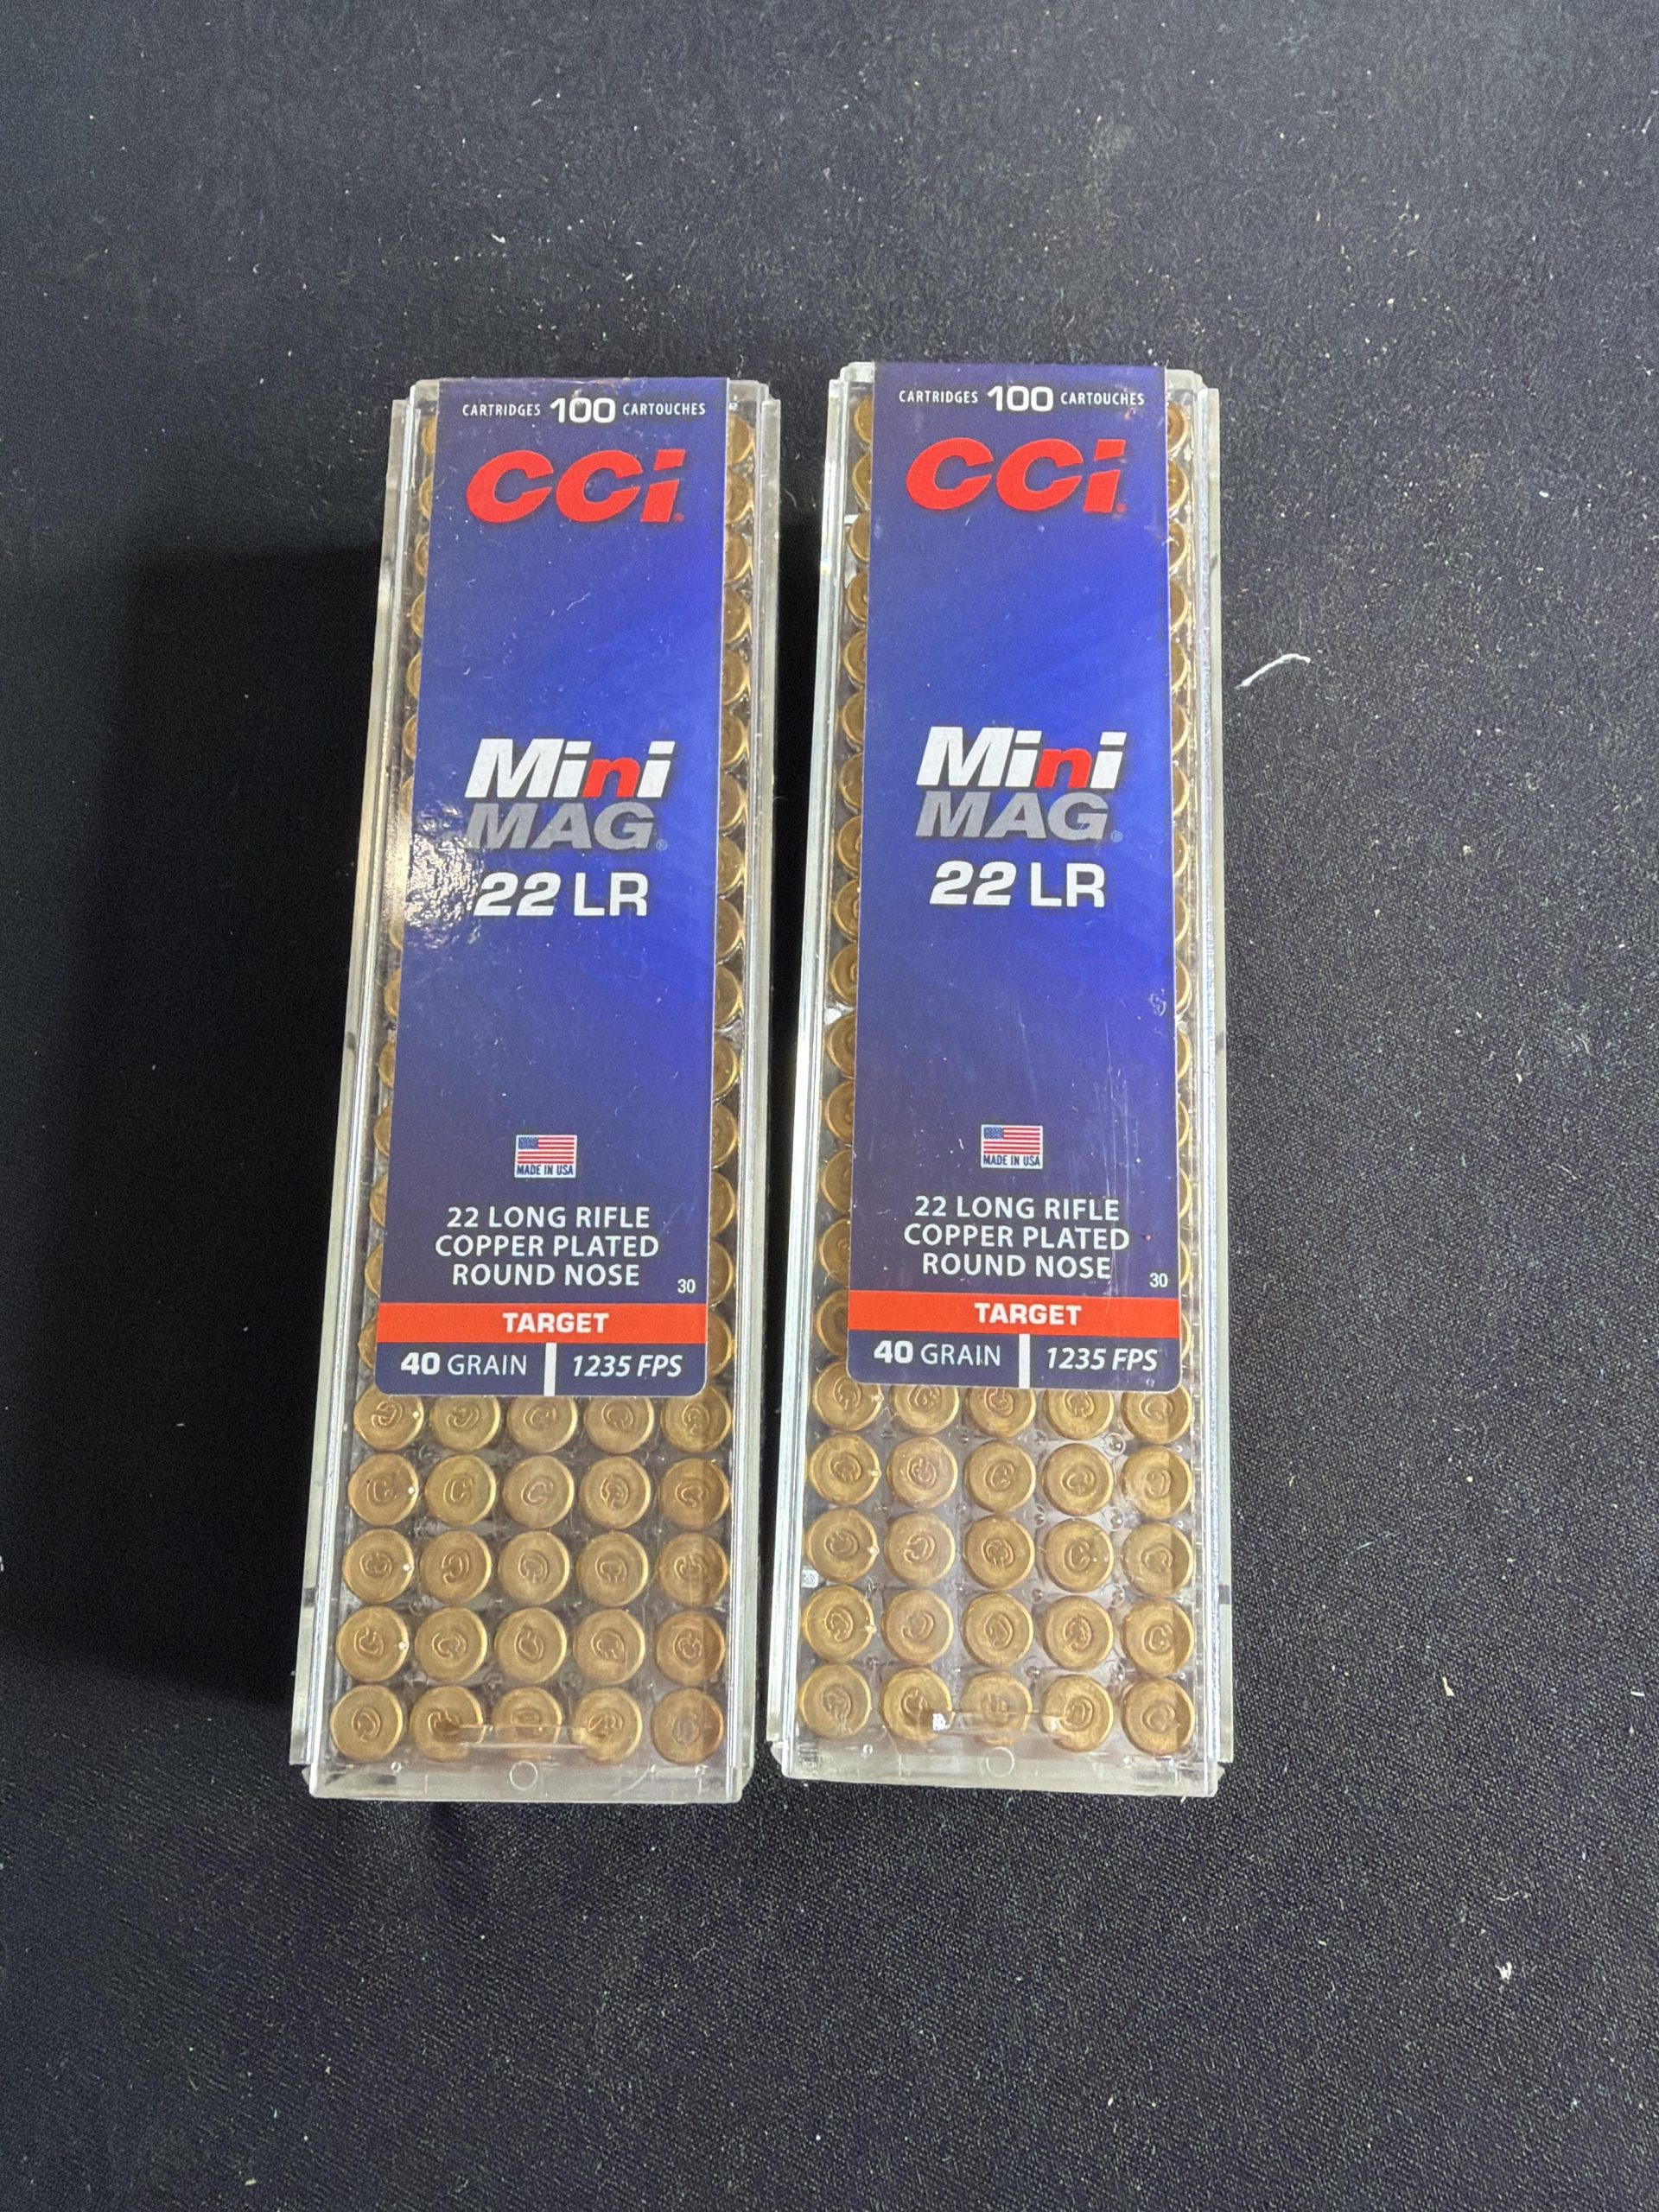 CARTRIDGES 100 CARTOUCHES
CCI
Mini
MAG®
22 LR
MADE IN USA
22 LONG RIFLE
COPPER PLATED
ROUND NOSE
30
TARGET
40 GRAIN 1235 FPS
CARTRIDGES 100 CARTOUCHES
CCI
Mini
MAG®
22 LR
MADE IN USA
22 LONG RIFLE
COPPER PLATED
ROUND NOSE
30
TARGET
40 GRAIN 1235 FPS